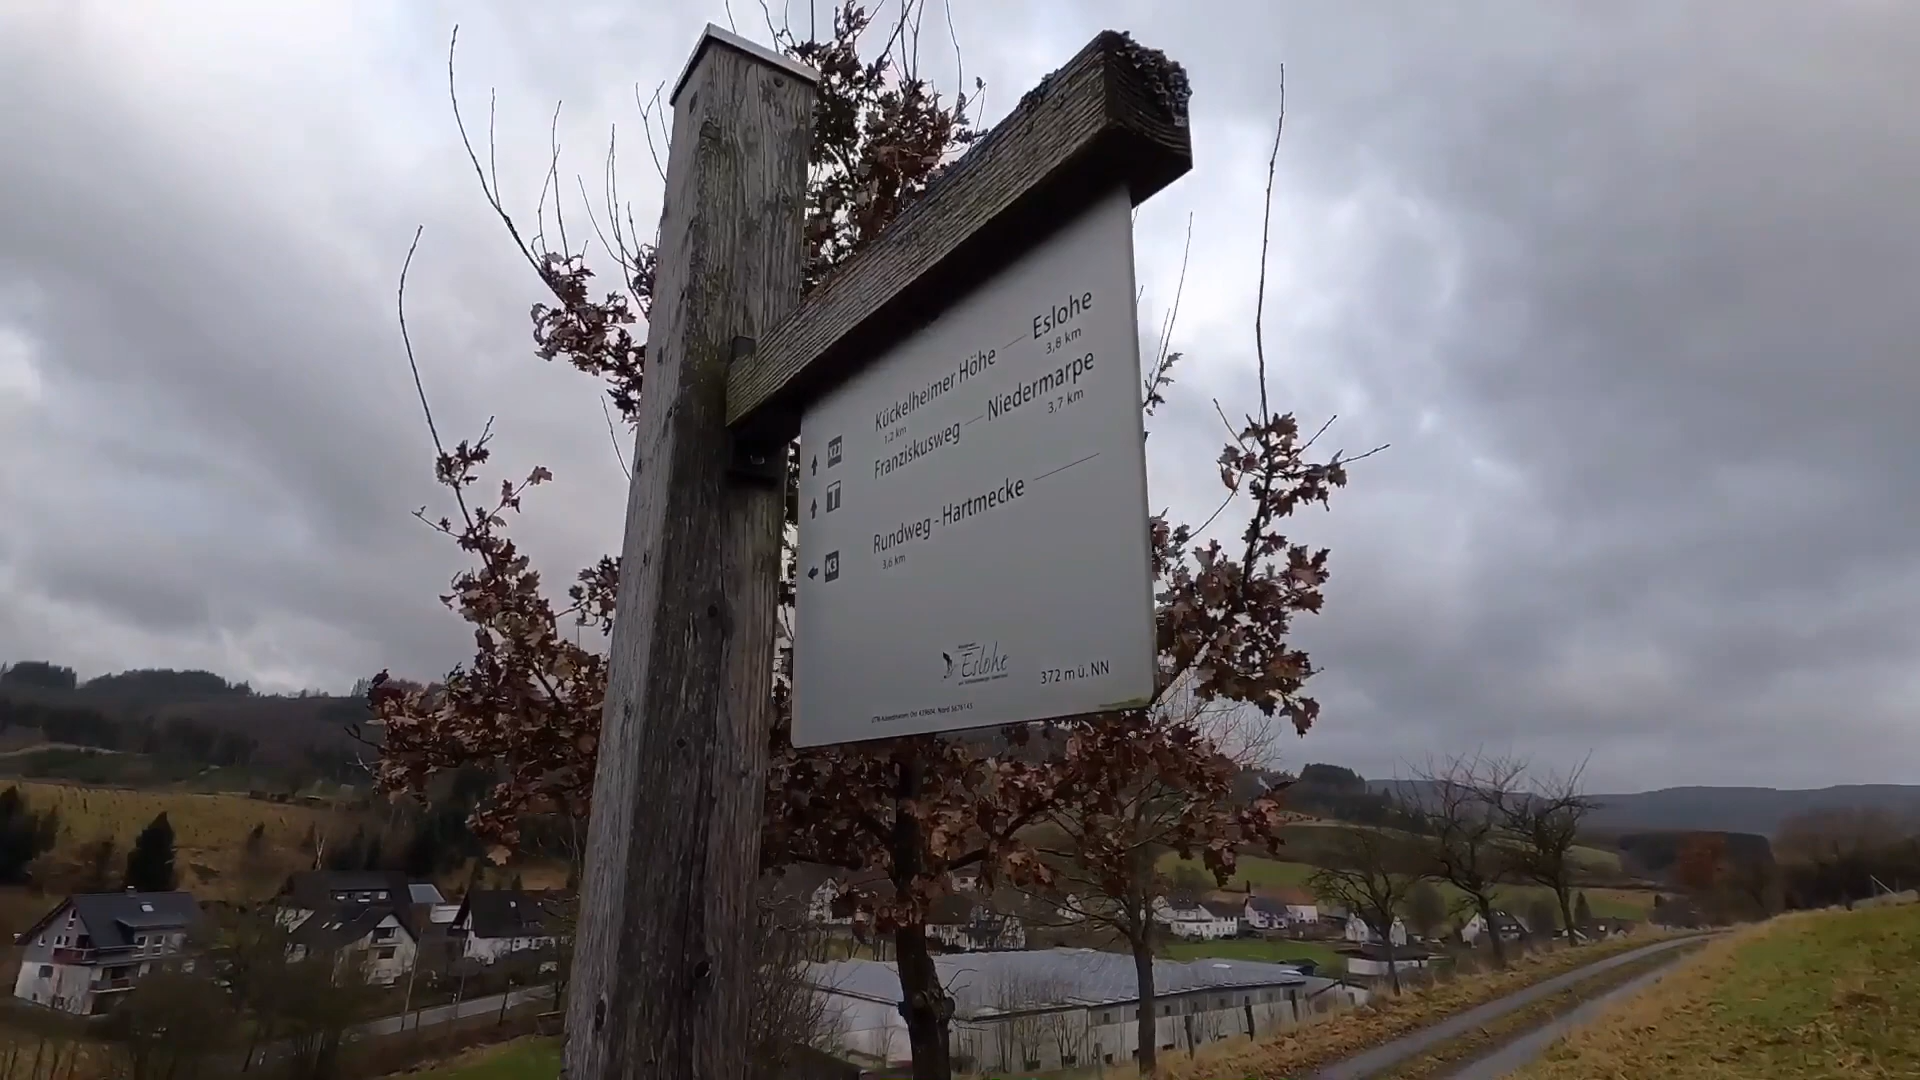 Kückelheimer Höhe — Eslohe
1,2 km 3,8 km
Franziskusweg — Niedermarpe
3,7 km
Rundweg - Hartmecke
K3
3,6 km
Eslohe
372 m ü. NN